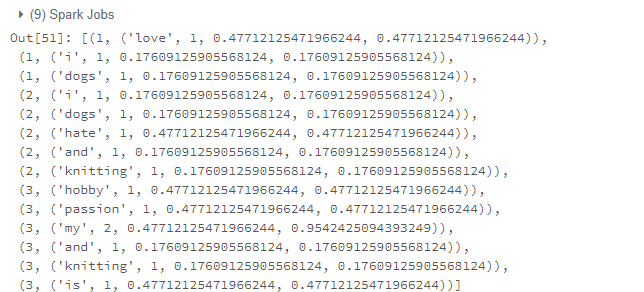 (9) Spark Jobs
Out[51]: [(1, ('love', 1, 0.47712125471966244, 0.47712125471966244)),
(1, ('i', 1, 0.17609125905568124, 0.17609125905568124)),
(1, ('dogs', 1, 0.17609125905568124, 0.17609125905568124)),
(2, ('i', 1, 0.17609125905568124, 0.17609125905568124)),
(2, ('dogs', 1, 0.17609125905568124, 0.17609125905568124)),
(2, ('hate', 1, 0.47712125471966244, 0.47712125471966244)),
(2, ('and', 1, 0.17609125905568124, 0.17609125905568124)),
(2, ('knitting', 1, 0.17609125905568124, 0.17609125905568124)),
(3, ('hobby', 1, 0.47712125471966244, 0.47712125471966244)),
(3, ('passion', 1, 0.47712125471966244, 0.47712125471966244)),
(3, ('my', 2, 0.47712125471966244, 0.9542425094393249)),
(3, ('and', 1, 0.17609125905568124, 0.17609125905568124)),
(3, ('knitting', 1, 0.17609125905568124, 0.17609125905568124)),
(3, ('is', 1, 0.47712125471966244, 0.47712125471966244))]